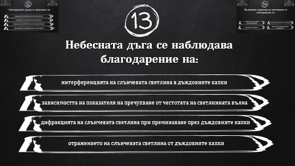 13
Небесната дъга се наблюдава
благодарение на:
интерференцията на слънчевата светлина в дъждовните капки
зависимостта на показателя на пречупване от честотата на светлинната вълна
дифракцията на слънчевата светлина при преминаване през дъждовните капки
отражението на слънчевата светлина от дъждовните капки